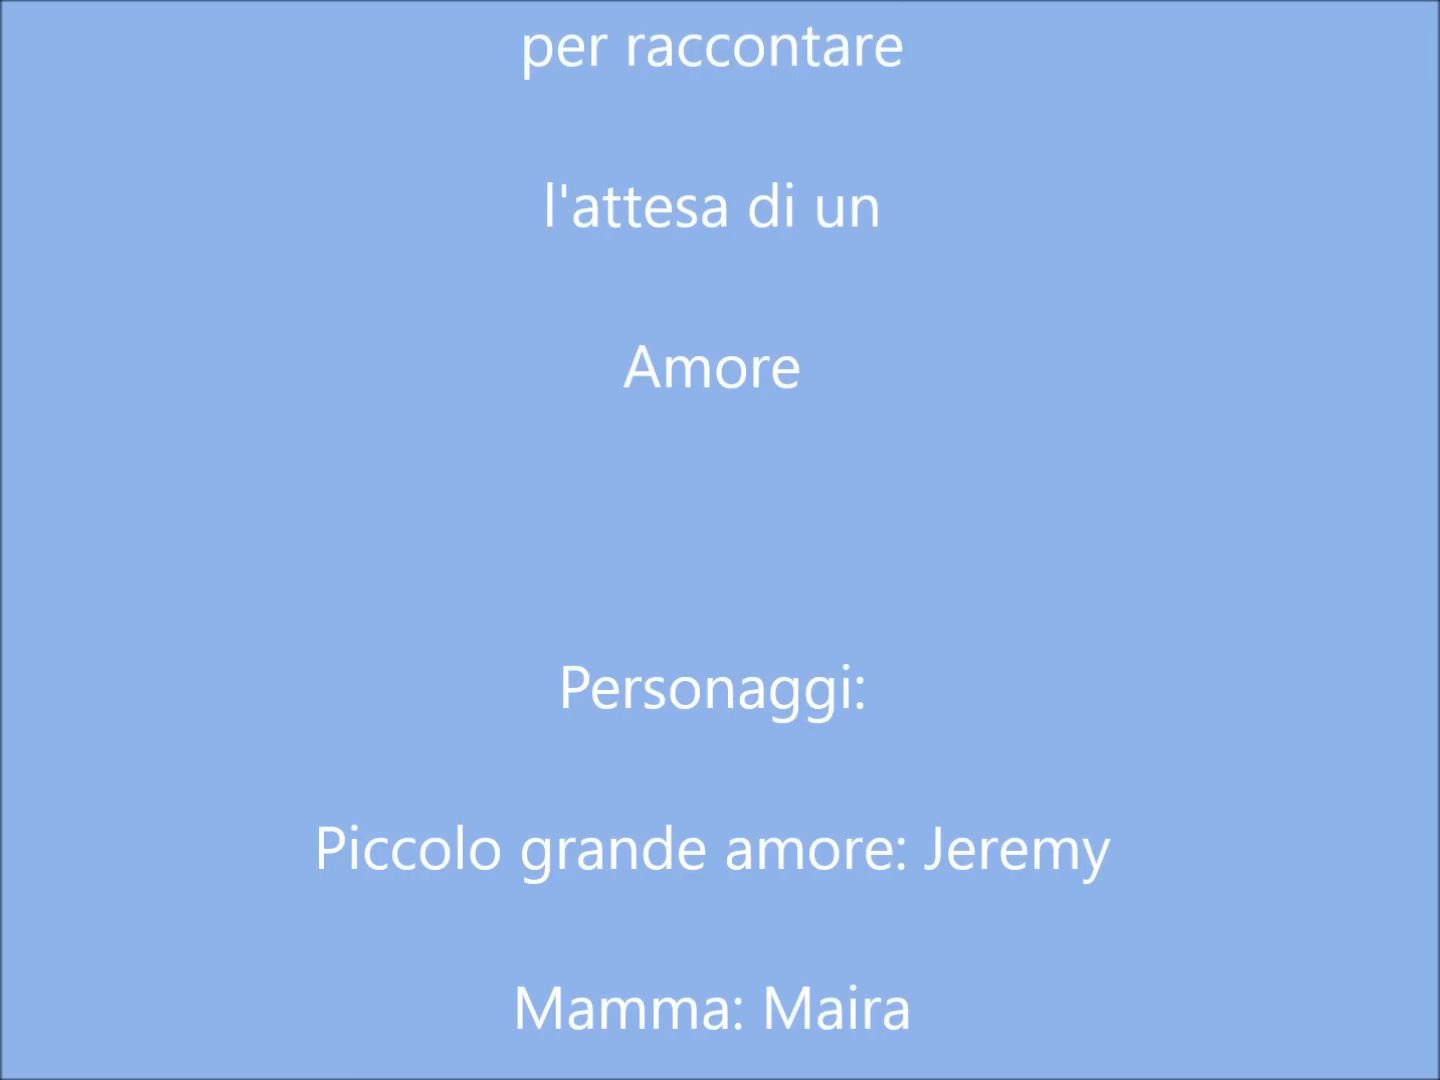 per raccontare
l'attesa di un
Amore
Personaggi:
Piccolo grande amore: Jeremy
Mamma: Maira